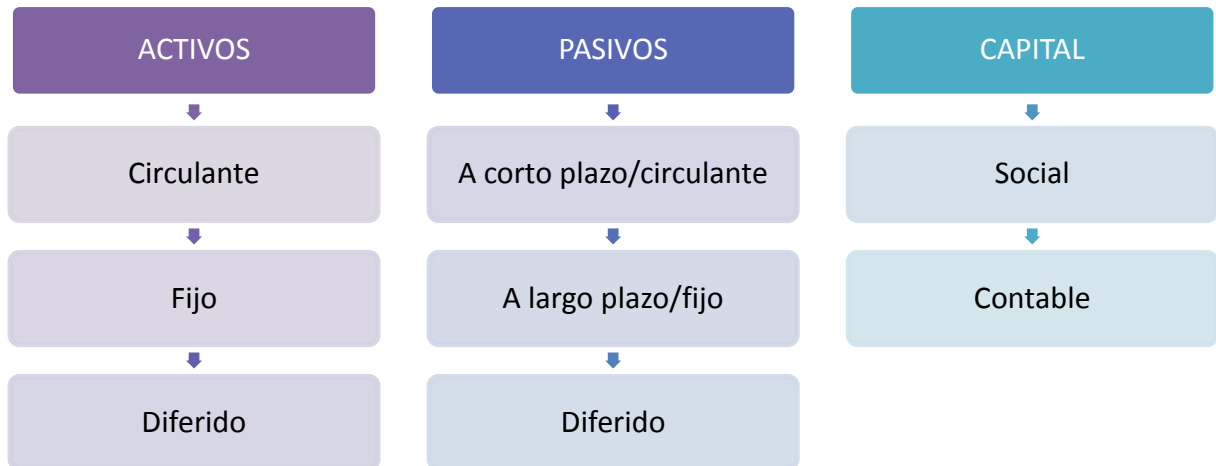 ACTIVOS
Circulante
Fijo
Diferido
PASIVOS
A corto plazo/circulante
A largo plazo/fijo
Diferido
CAPITAL
Social
Contable